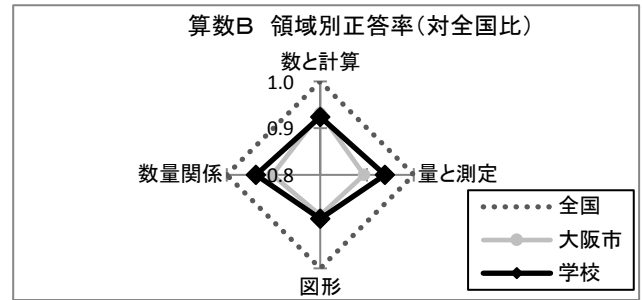 算数B 領域別正答率(対全国比)
数と計算
1.0
0.9
数量関係
0.8
量と測定
図形
全国
大阪市
学校